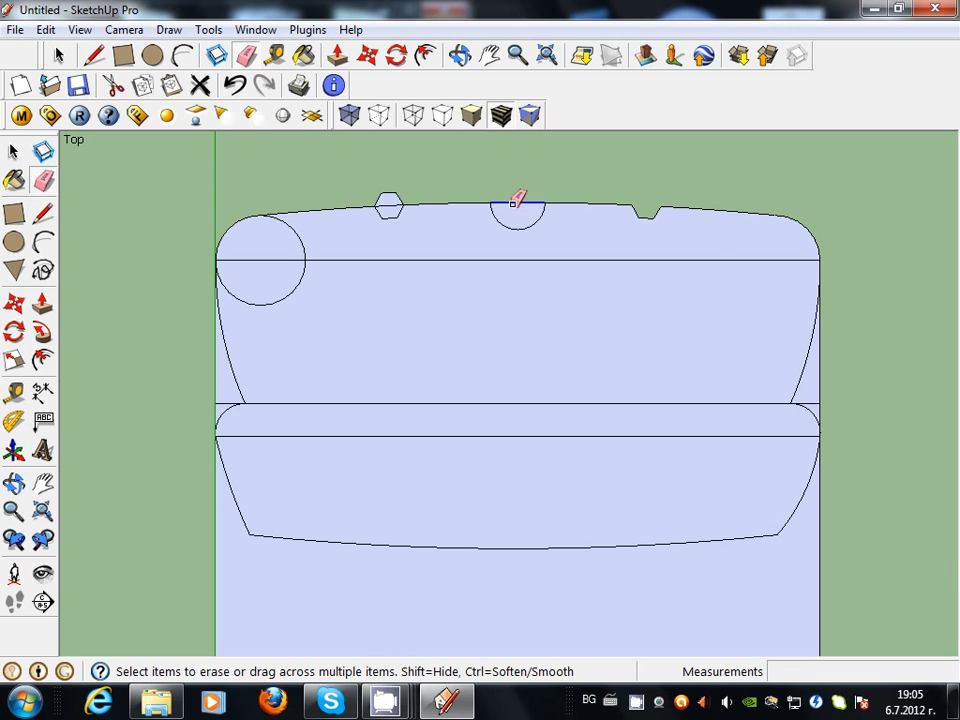 Untitled - SketchUp Pro
File Edit View Camera Draw Tools Window Plugins Help
M R ?
Top
ABC
A
? Select items to erase or drag across multiple items. Shift=Hide, Ctrl=Soften/Smooth Measurements
BG 19:05
6.7.2012 г.